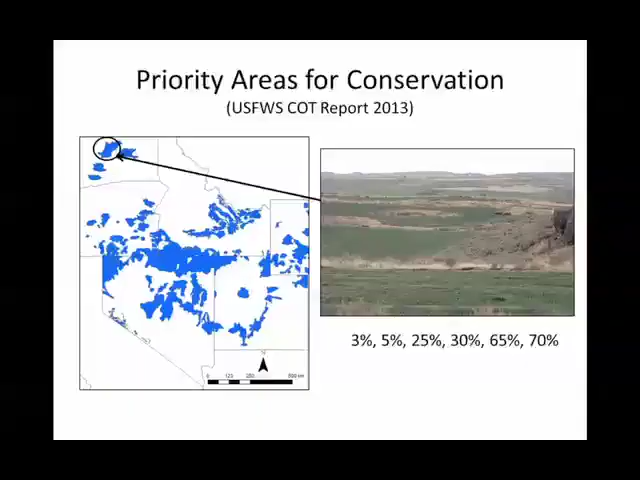 Priority Areas for Conservation
(USFWS COT Report 2013)
3%, 5%, 25%, 30%, 65%, 70%